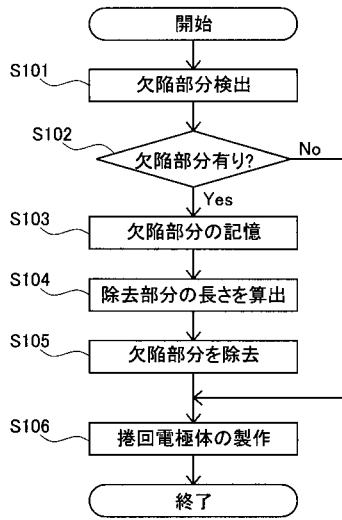 開始
S101
欠陥部分検出
S102
欠陥部分有り?
No
Yes
S103
欠陥部分の記憶
S104
除去部分の長さを算出
S105
欠陥部分を除去
S106
捲回電極体の製作
終了